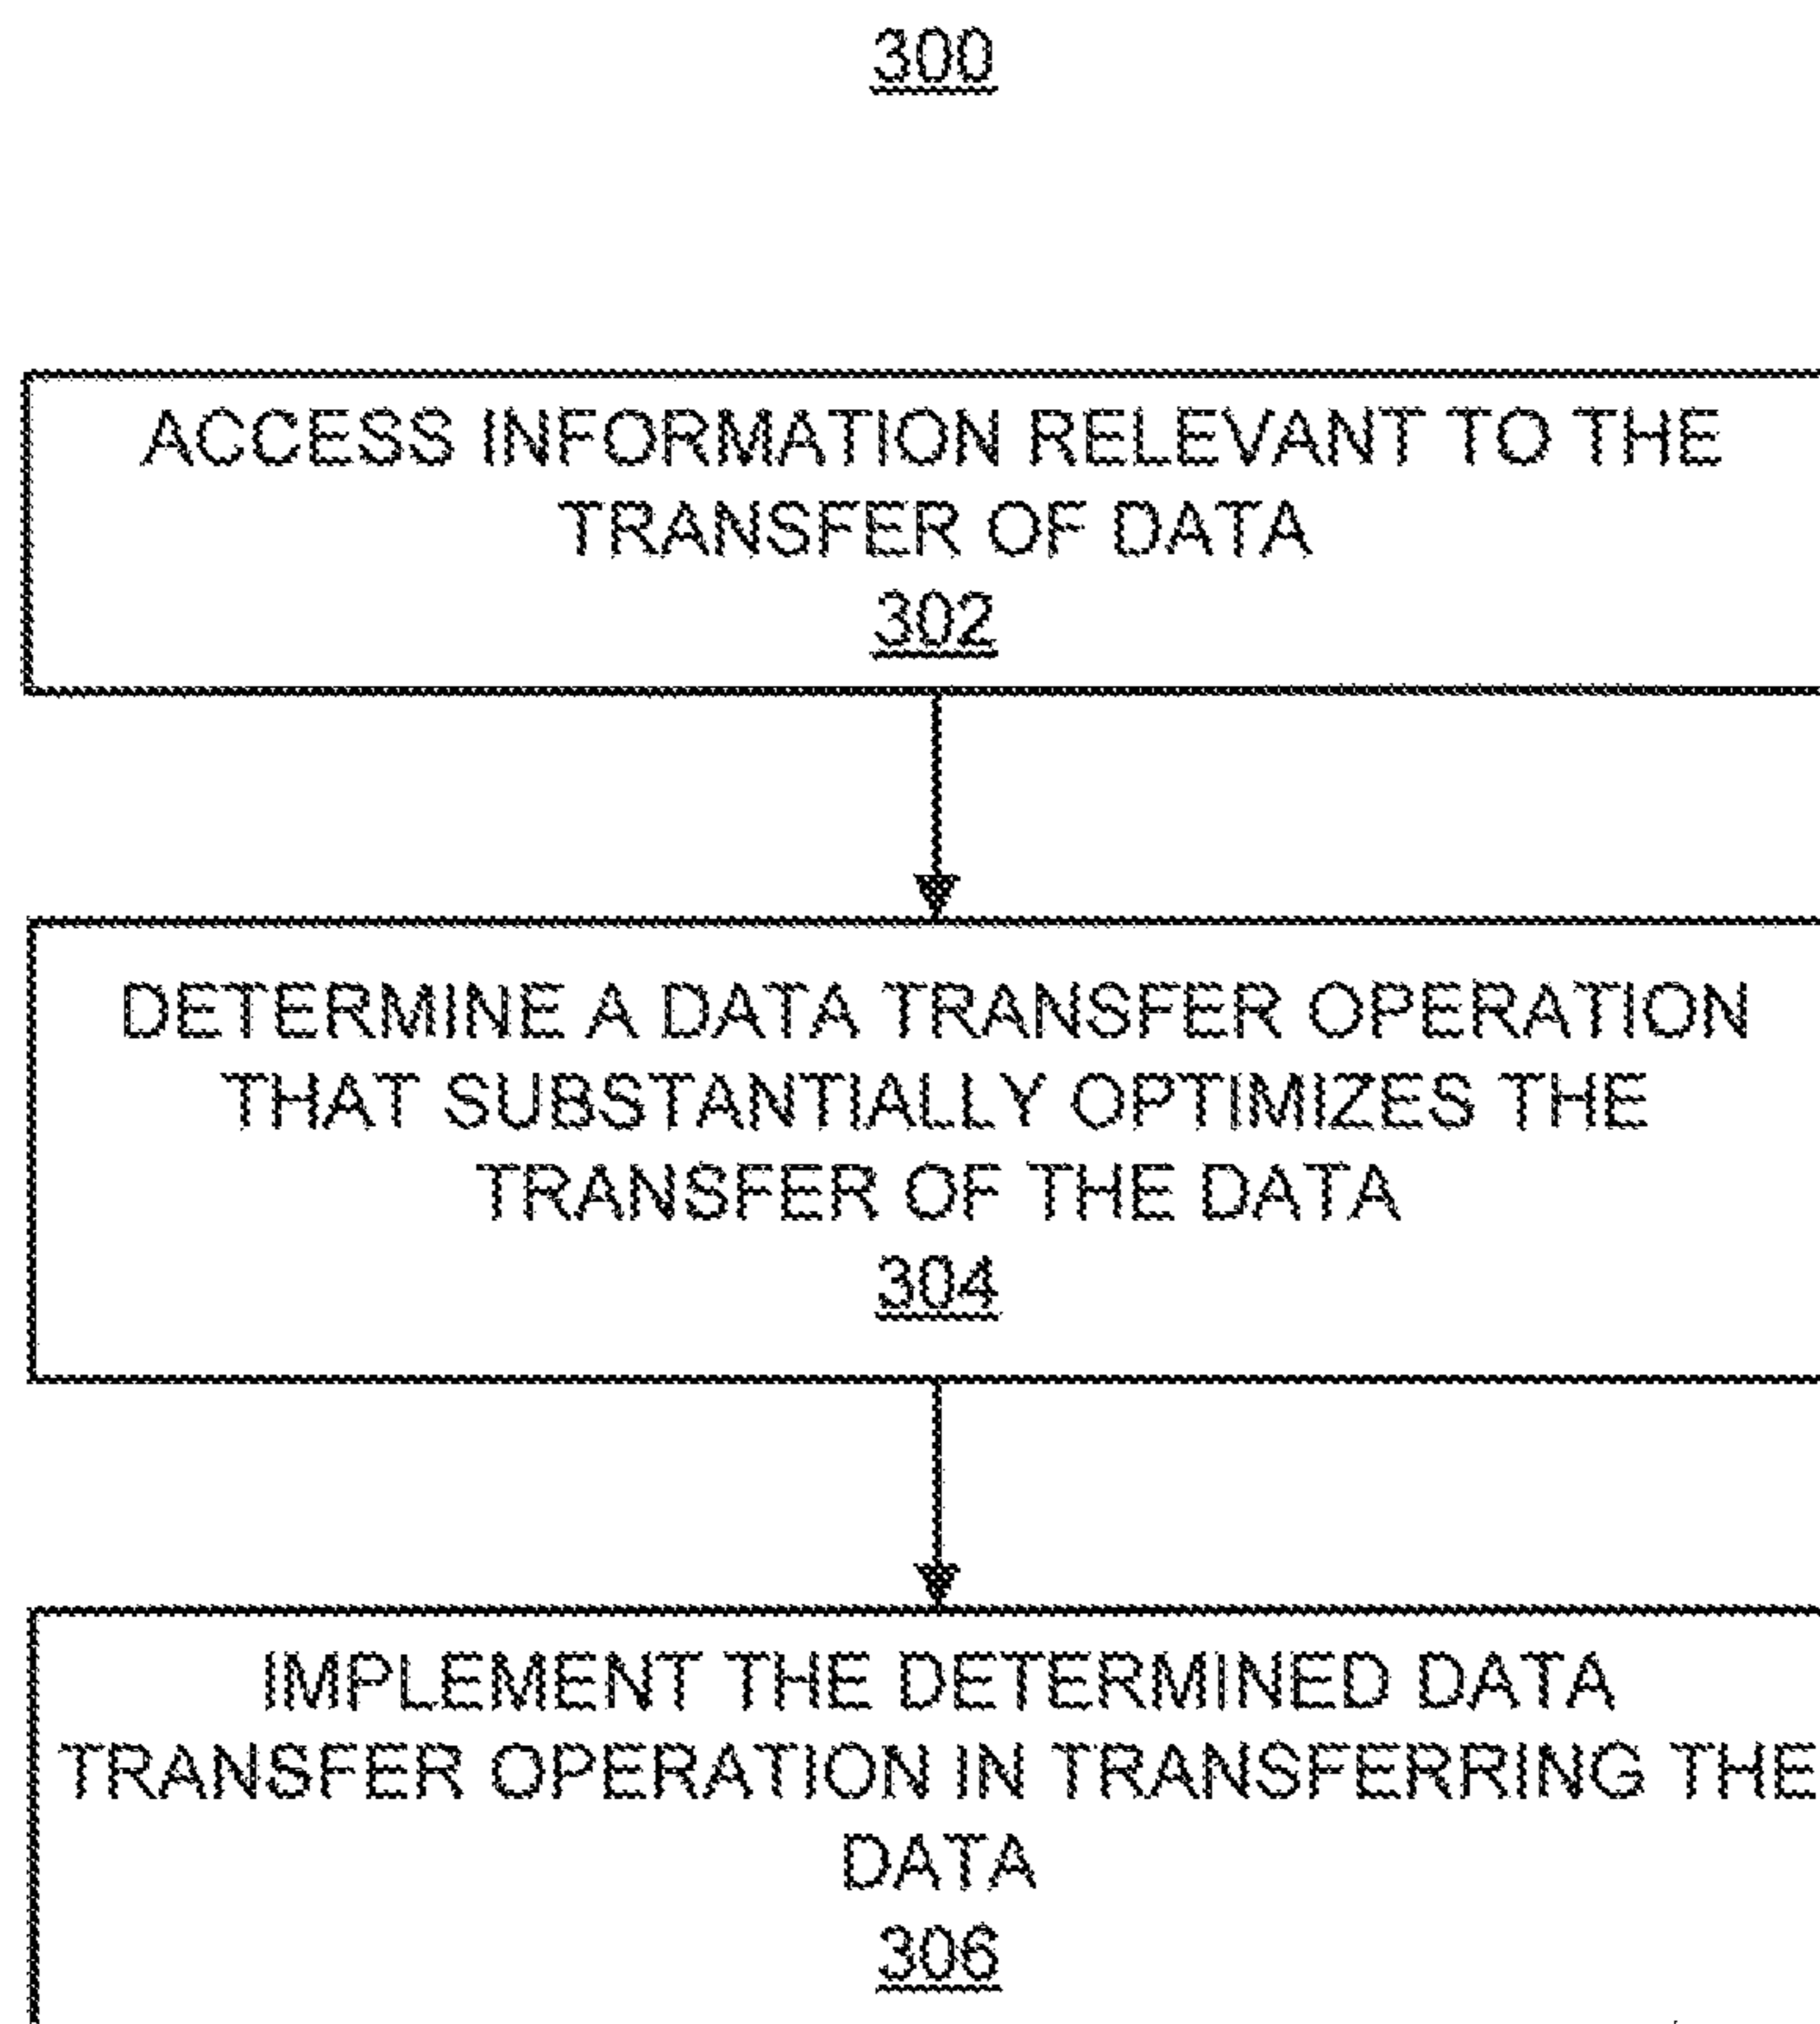 300
ACCESS INFORMATION RELEVANT TO THE
TRANSFER OF DATA
302
DETERMINE A DATA TRANSFER OPERATION
THAT SUBSTANTIALLY OPTIMIZES THE
TRANSFER OF THE DATA
304
IMPLEMENT THE DETERMINED DATA
TRANSFER OPERATION IN TRANSFERRING THE
DATA
306